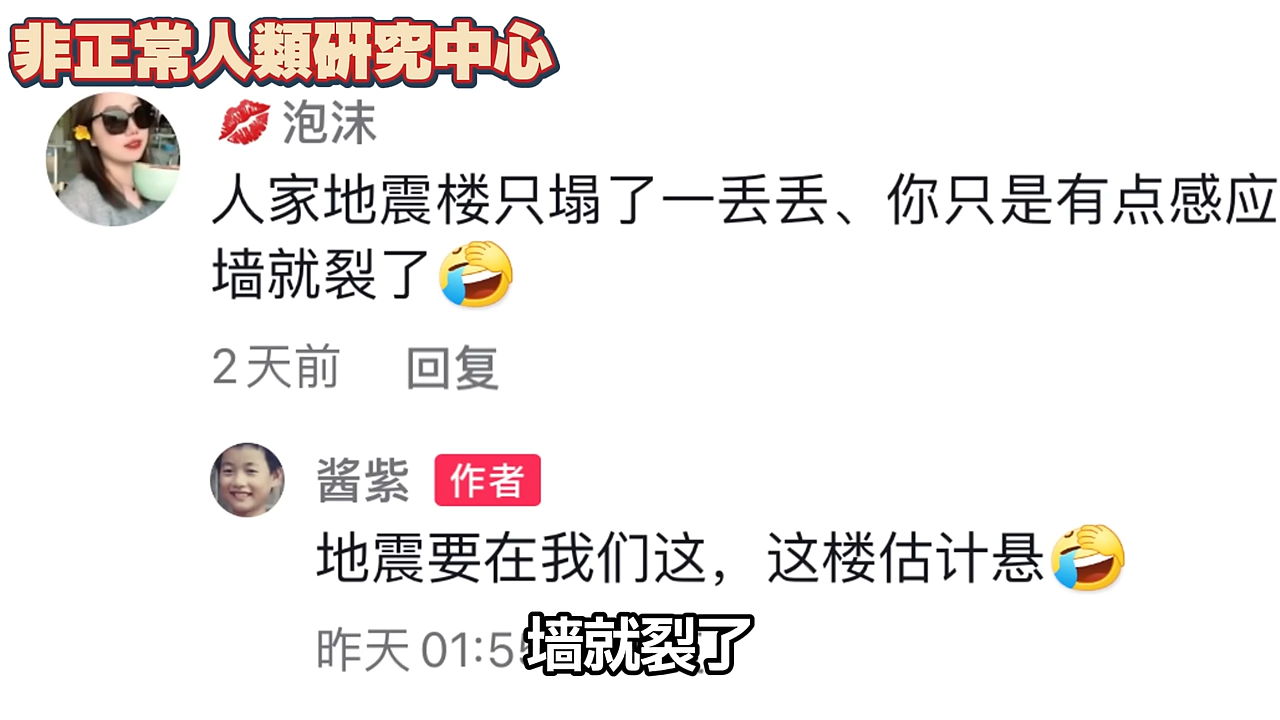 非正常人類研究中心
💋泡沫
人家地震楼只塌了一丢丢、你只是有点感应
墙就裂了🤣
2天前 回复
酱紫 作者
地震要在我们这，这楼估计悬🤣
昨天 01:5
墙就裂了